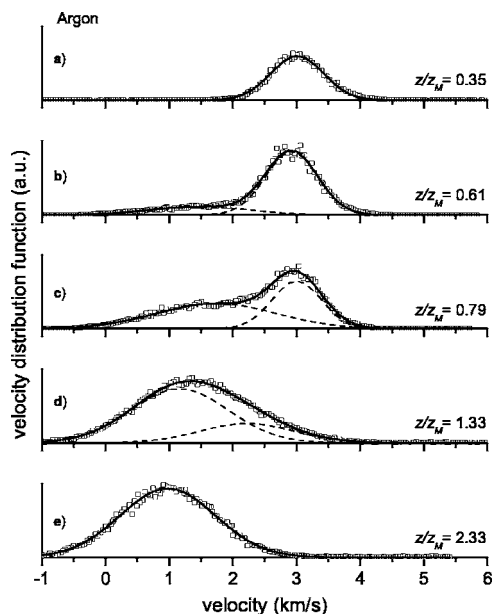 Argon
a)
z/z_M= 0.35
b)
z/z_M= 0.61
c)
z/z_M= 0.79
d)
z/z_M= 1.33
e)
z/z_M= 2.33
velocity distribution function (a.u.)
-1 0 1 2 3 4 5 6
velocity (km/s)